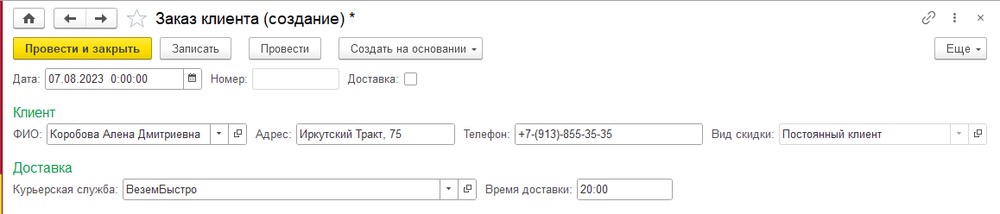 Заказ клиента (создание) *
Провести и закрыть Записать Провести Создать на основании Еще
Дата: 07.08.2023 0:00:00 Номер: Доставка:
Клиент
ФИО: Коробова Алена Дмитриевна Адрес: Иркутский Тракт, 75 Телефон: +7-(913)-855-35-35 Вид скидки: Постоянный клиент
Доставка
Курьерская служба: ВеземБыстро Время доставки: 20:00